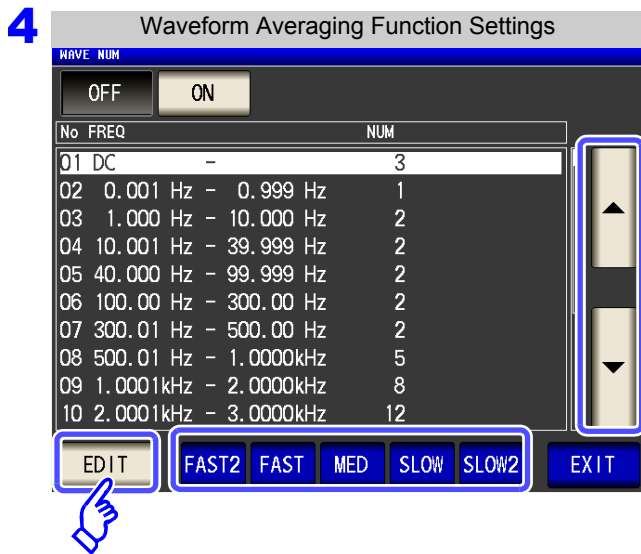 4
Waveform Averaging Function Settings
WAVE NUM
OFF ON
No FREQ NUM
01 DC - 3
02 0.001 Hz - 0.999 Hz 1
03 1.000 Hz - 10.000 Hz 2
04 10.001 Hz - 39.999 Hz 2
05 40.000 Hz - 99.999 Hz 2
06 100.00 Hz - 300.00 Hz 2
07 300.01 Hz - 500.00 Hz 2
08 500.01 Hz - 1.0000kHz 5
09 1.0001kHz - 2.0000kHz 8
10 2.0001kHz - 3.0000kHz 12
EDIT FAST2 FAST MED SLOW SLOW2 EXIT